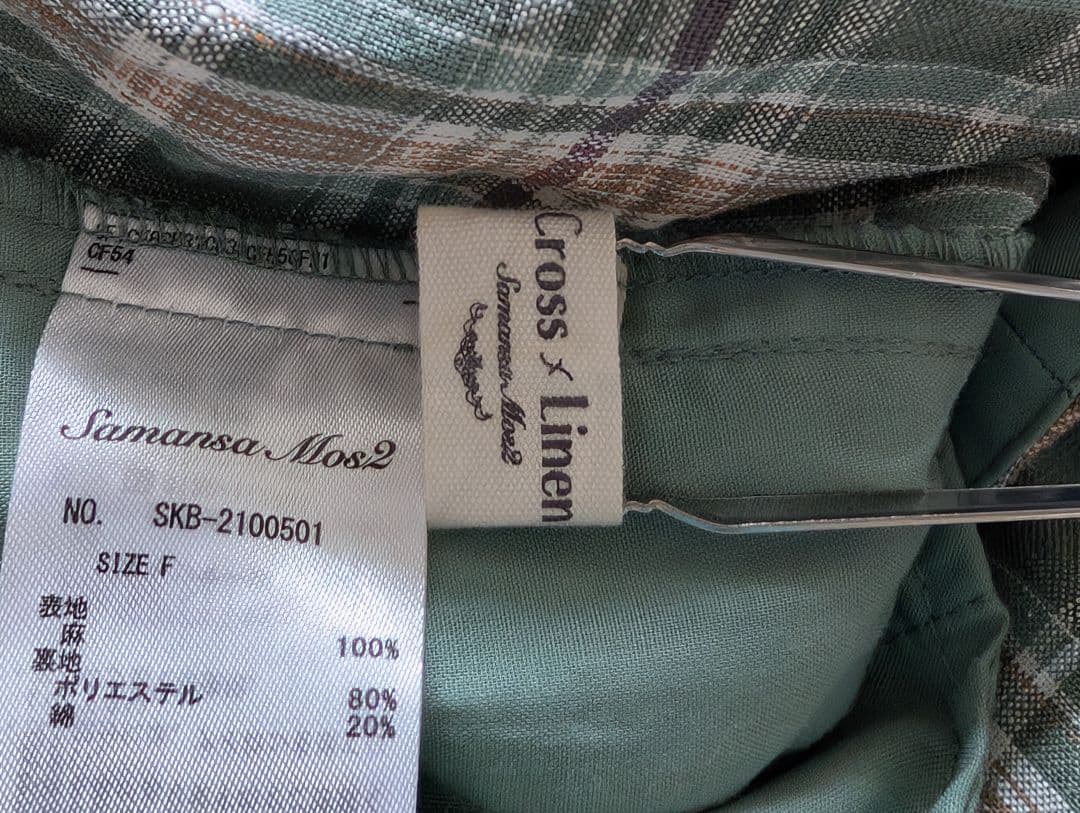 CF54
Samansa Mos2
NO. SKB-2100501
SIZE F
表地
麻 100%
裏地
ポリエステル 80%
綿 20%
Cross x Linen
Samansa Mos2